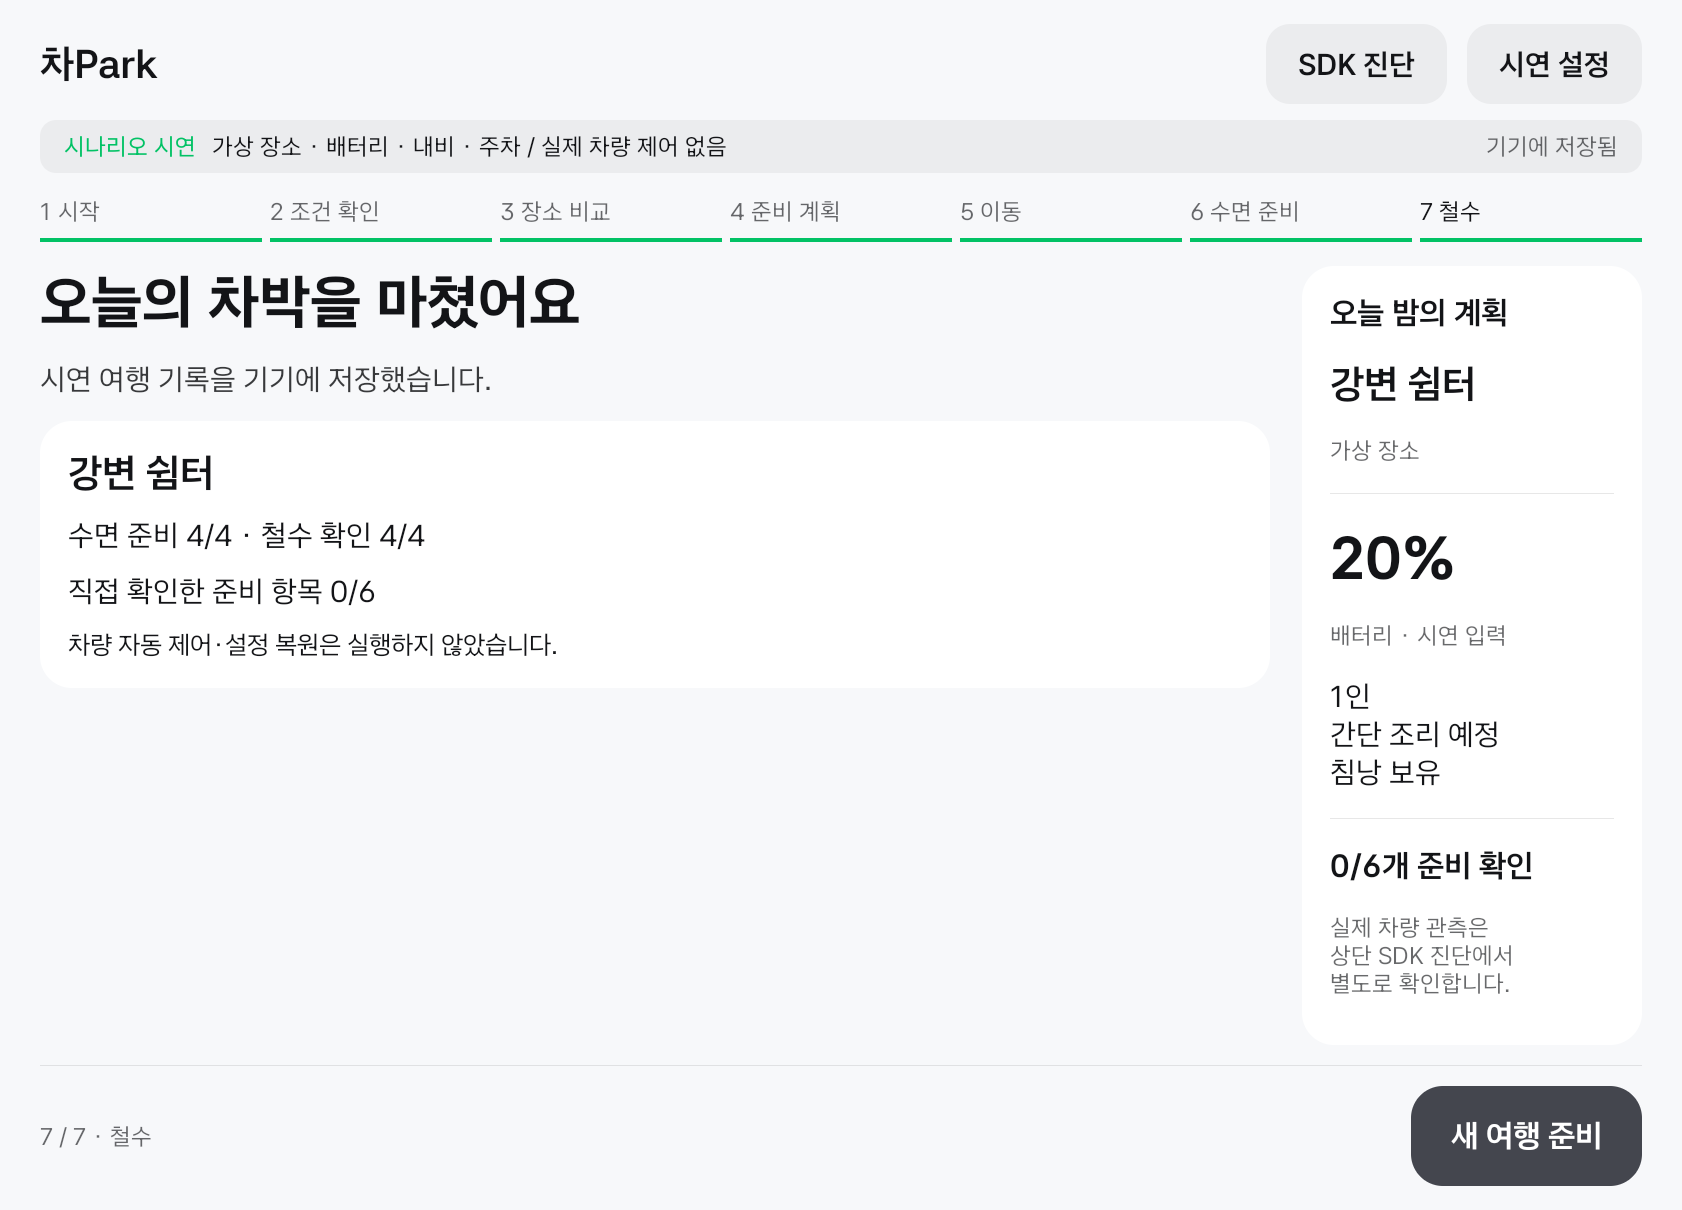 차Park
SDK 진단
시연 설정
시나리오 시연 가상 장소 · 배터리 · 내비 · 주차 / 실제 차량 제어 없음
기기에 저장됨
1 시작
2 조건 확인
3 장소 비교
4 준비 계획
5 이동
6 수면 준비
7 철수
오늘의 차박을 마쳤어요
시연 여행 기록을 기기에 저장했습니다.
강변 쉼터
수면 준비 4/4 · 철수 확인 4/4
직접 확인한 준비 항목 0/6
차량 자동 제어·설정 복원은 실행하지 않았습니다.
오늘 밤의 계획
강변 쉼터
가상 장소
20%
배터리 · 시연 입력
1인
간단 조리 예정
침낭 보유
0/6개 준비 확인
실제 차량 관측은
상단 SDK 진단에서
별도로 확인합니다.
7 / 7 · 철수
새 여행 준비